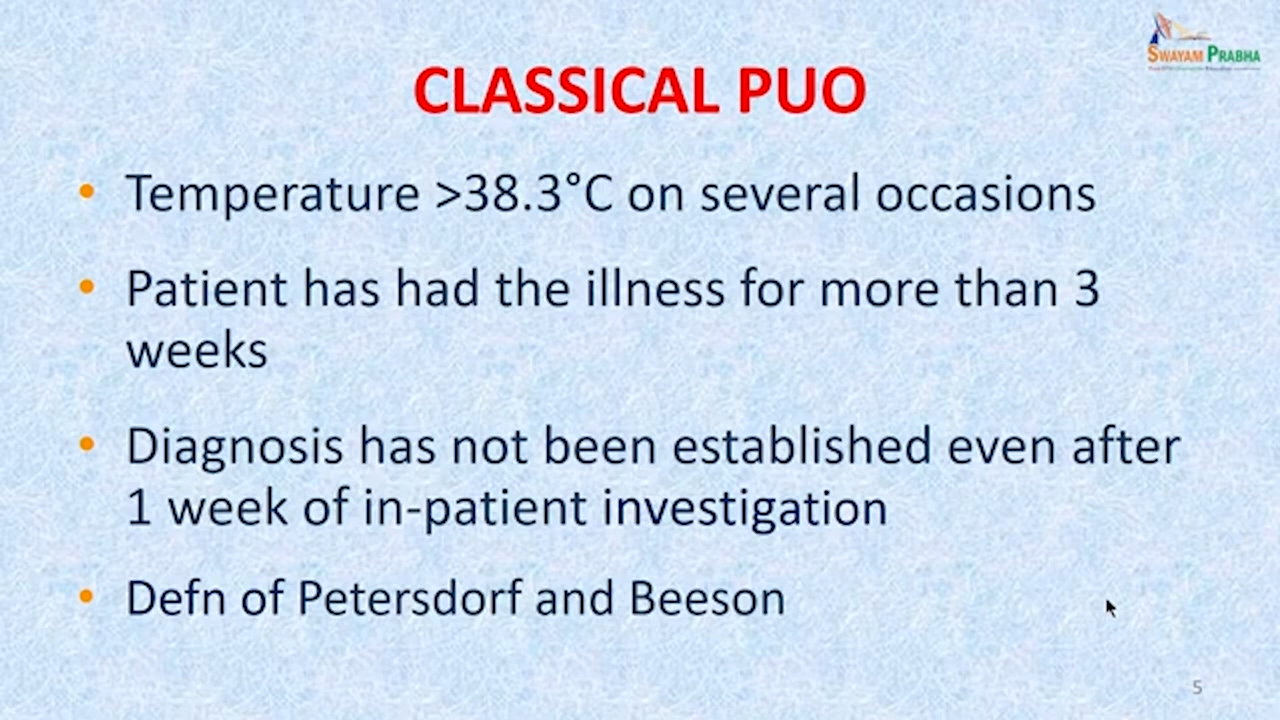 SWAYAM PRABHA
CLASSICAL PUO
• Temperature >38.3°C on several occasions
• Patient has had the illness for more than 3
weeks
• Diagnosis has not been established even after
1 week of in-patient investigation
• Defn of Petersdorf and Beeson
5